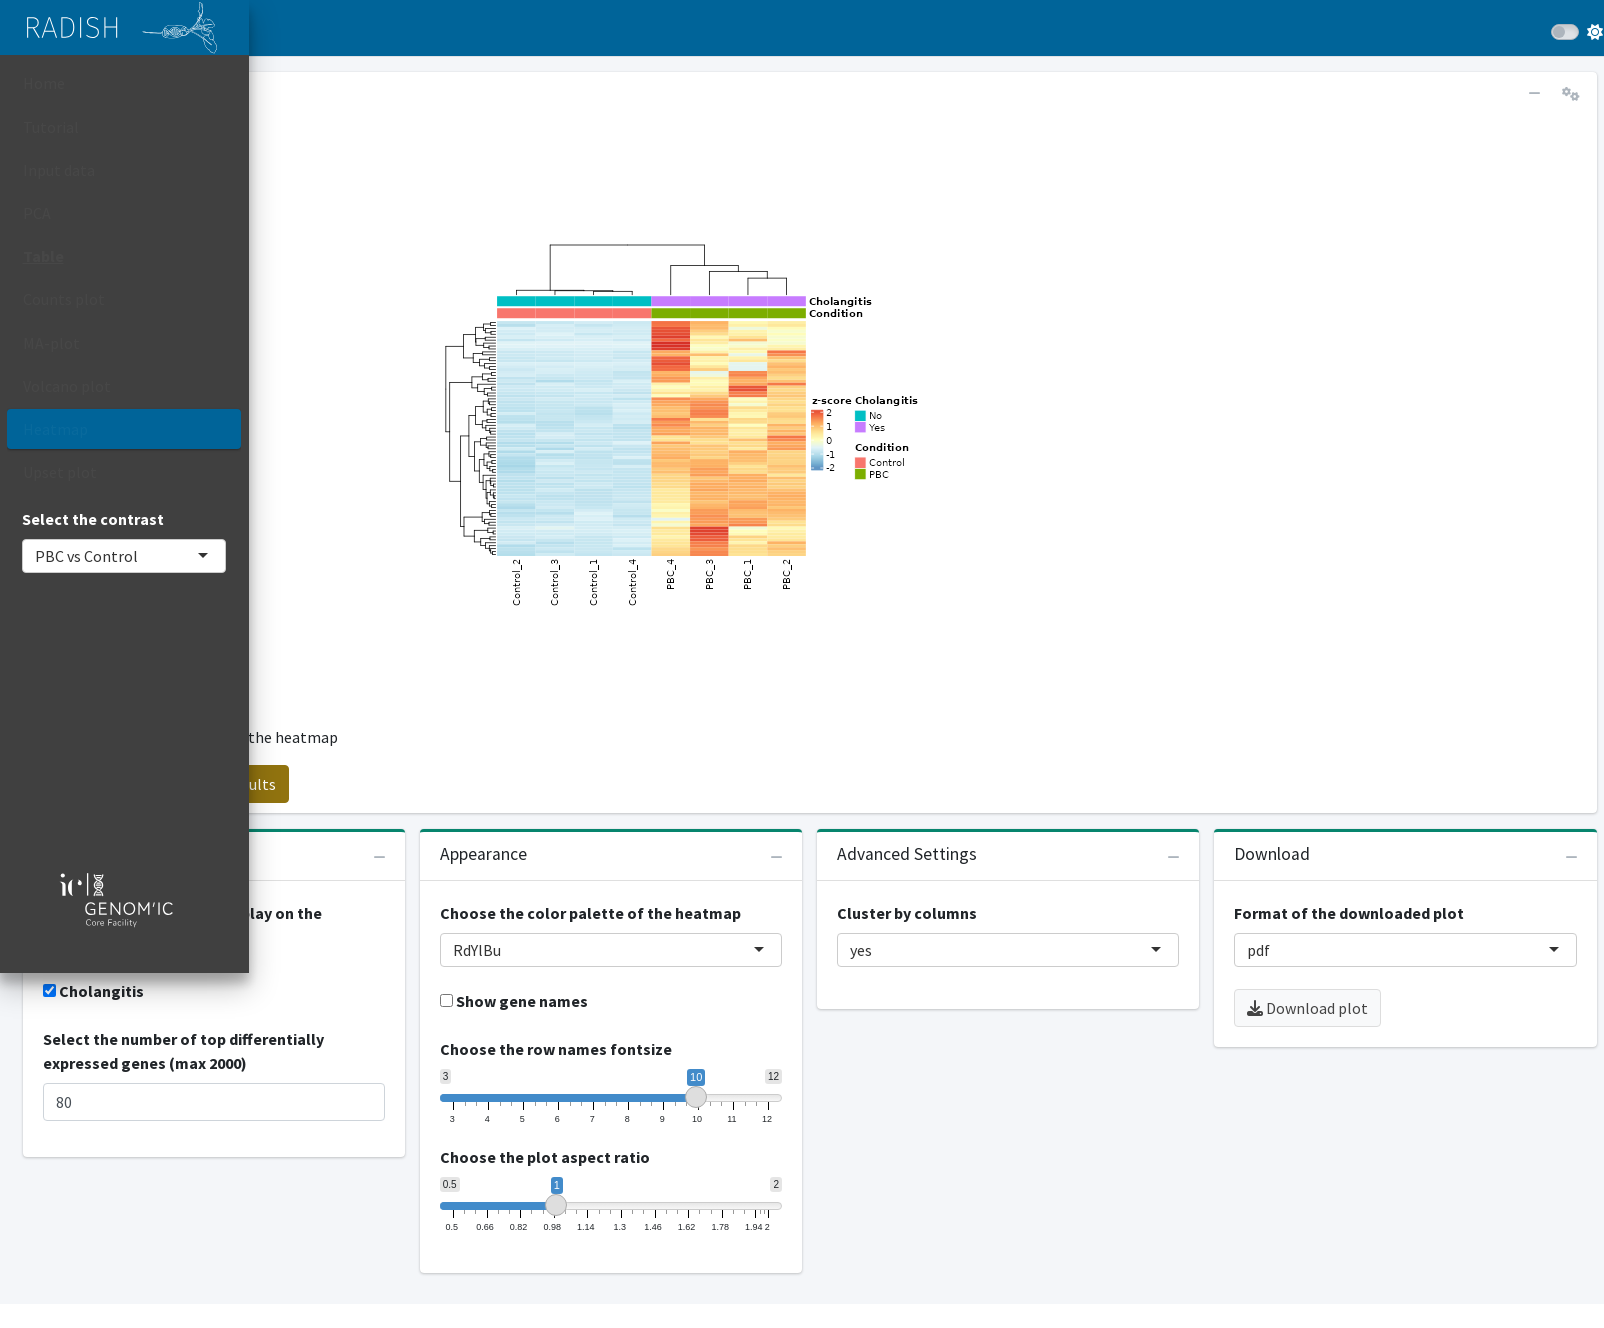 RADISH
Home
Tutorial
Input data
PCA
Table
Counts plot
MA-plot
Volcano plot
Heatmap
Upset plot
Select the contrast
PBC vs Control
icl
GENOM'IC
Core Facility
Cholangitis
Condition
z-score
2
1
0
-1
-2
Cholangitis
No
Yes
Condition
Control
PBC
Control_2
Control_3
Control_1
Control_4
PBC_4
PBC_3
PBC_1
PBC_2
the heatmap
ults
lay on the
Cholangitis
Select the number of top differentially
expressed genes (max 2000)
80
Appearance
Choose the color palette of the heatmap
RdYlBu
Show gene names
Choose the row names fontsize
3 10 12
3 4 5 6 7 8 9 10 11 12
Choose the plot aspect ratio
0.5 1 2
0.5 0.66 0.82 0.98 1.14 1.3 1.46 1.62 1.78 1.94 2
Advanced Settings
Cluster by columns
yes
Download
Format of the downloaded plot
pdf
Download plot